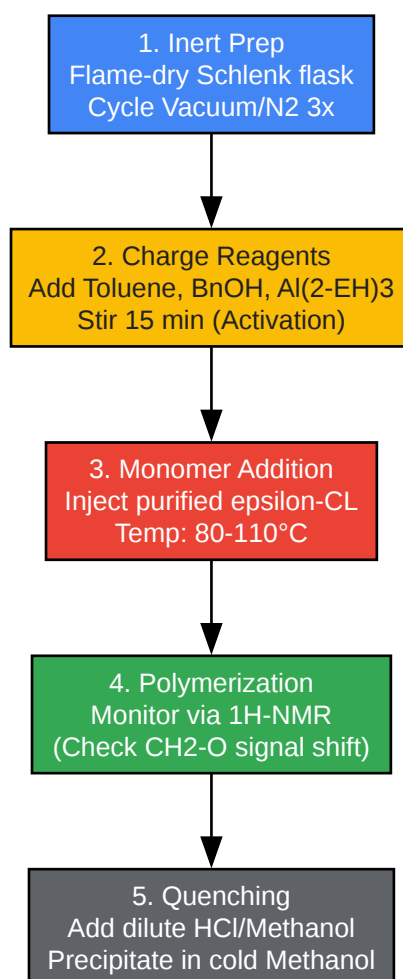 1. Inert Prep
Flame-dry Schlenk flask
Cycle Vacuum/N2 3x
2. Charge Reagents
Add Toluene, BnOH, Al(2-EH)3
Stir 15 min (Activation)
3. Monomer Addition
Inject purified epsilon-CL
Temp: 80-110°C
4. Polymerization
Monitor via 1H-NMR
(Check CH2-O signal shift)
5. Quenching
Add dilute HCl/Methanol
Precipitate in cold Methanol